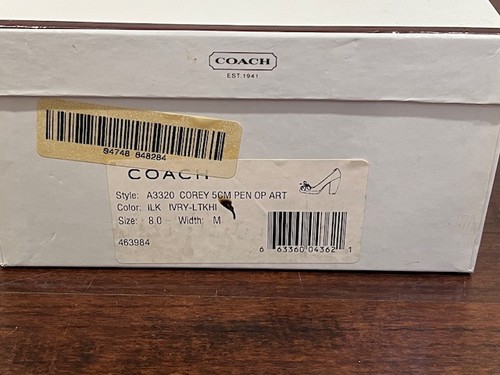 COACH
EST. 1941
94748 848284
COACH
Style: A3320 COREY 5CM PEN OP ART
Color: ILK IVRY-LTKHI
Size: 8.0 Width: M
463984
6 63360 04362 1